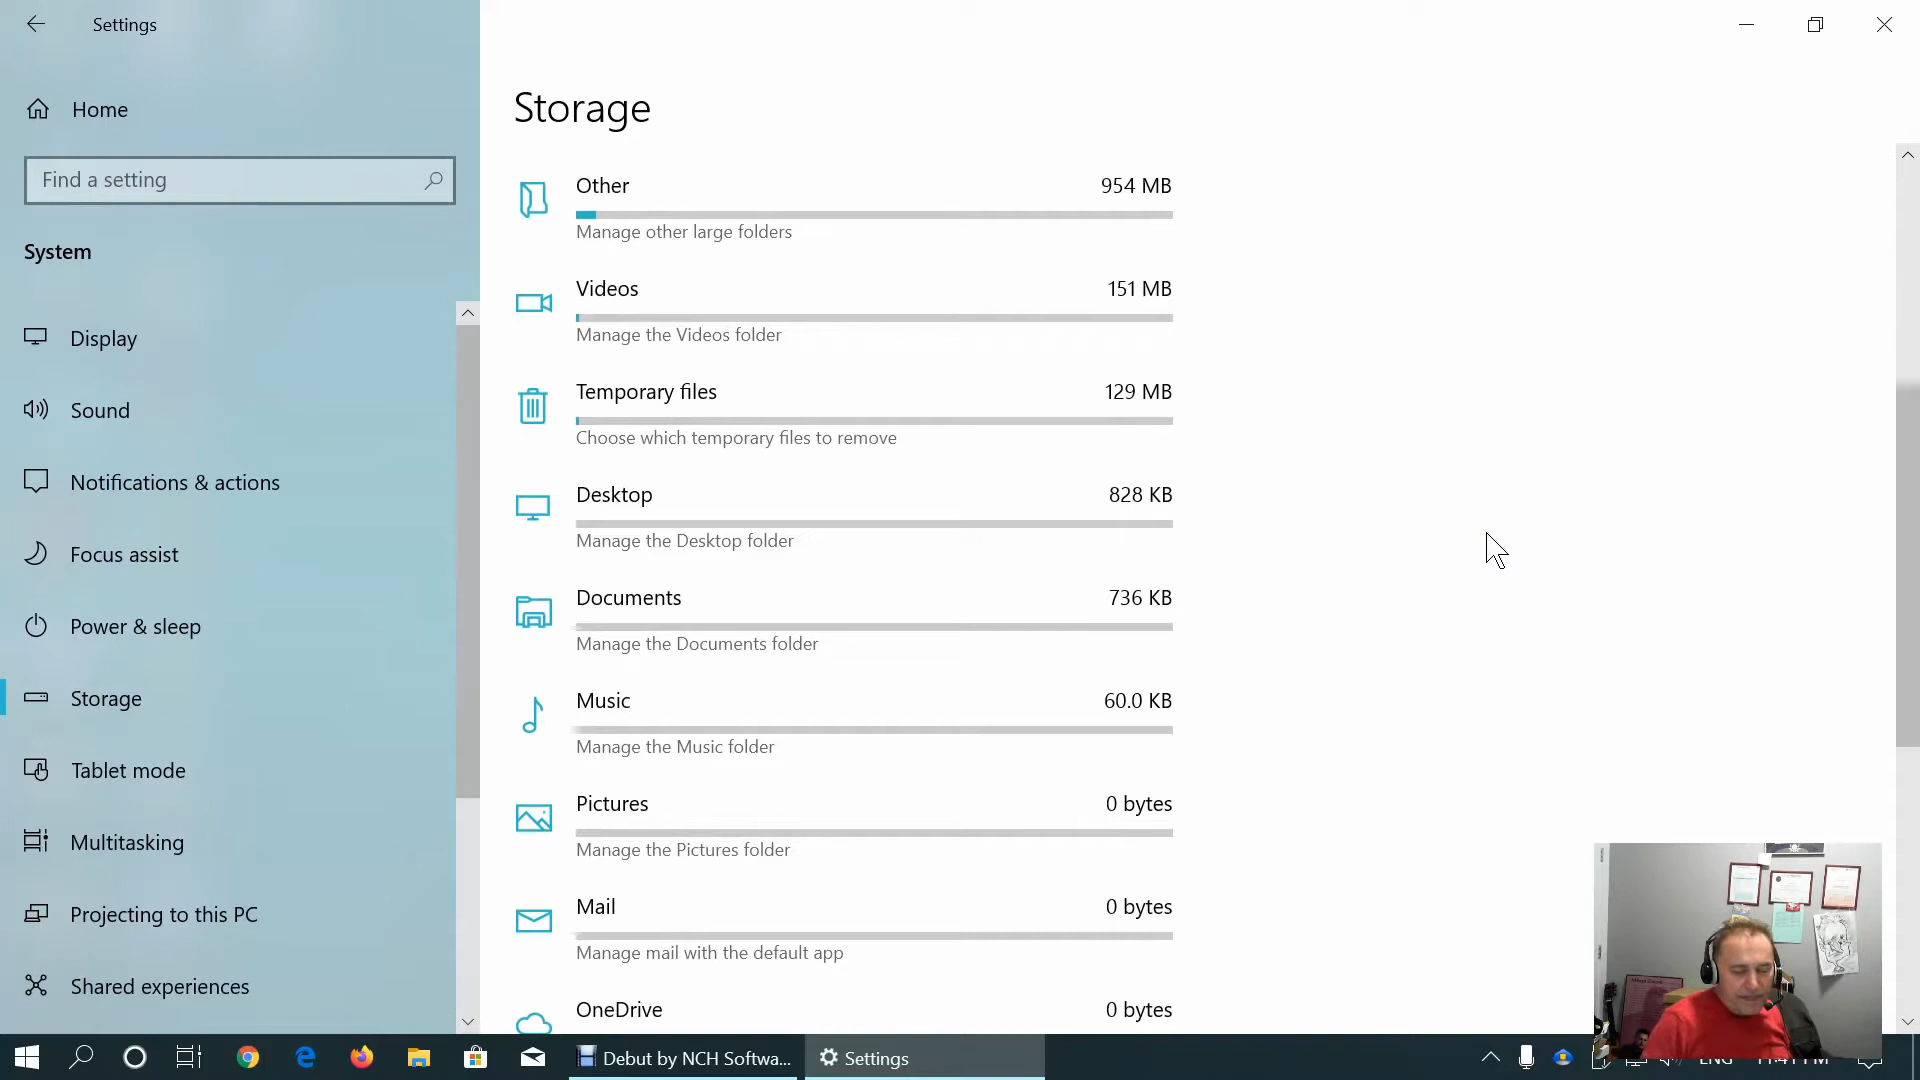 Settings
Home
Find a setting
System
Display
Sound
Notifications & actions
Focus assist
Power & sleep
Storage
Tablet mode
Multitasking
Projecting to this PC
Shared experiences
Storage
Other 954 MB
Manage other large folders
Videos 151 MB
Manage the Videos folder
Temporary files 129 MB
Choose which temporary files to remove
Desktop 828 KB
Manage the Desktop folder
Documents 736 KB
Manage the Documents folder
Music 60.0 KB
Manage the Music folder
Pictures 0 bytes
Manage the Pictures folder
Mail 0 bytes
Manage mail with the default app
OneDrive 0 bytes
Debut by NCH Softwa...
Settings
ENG